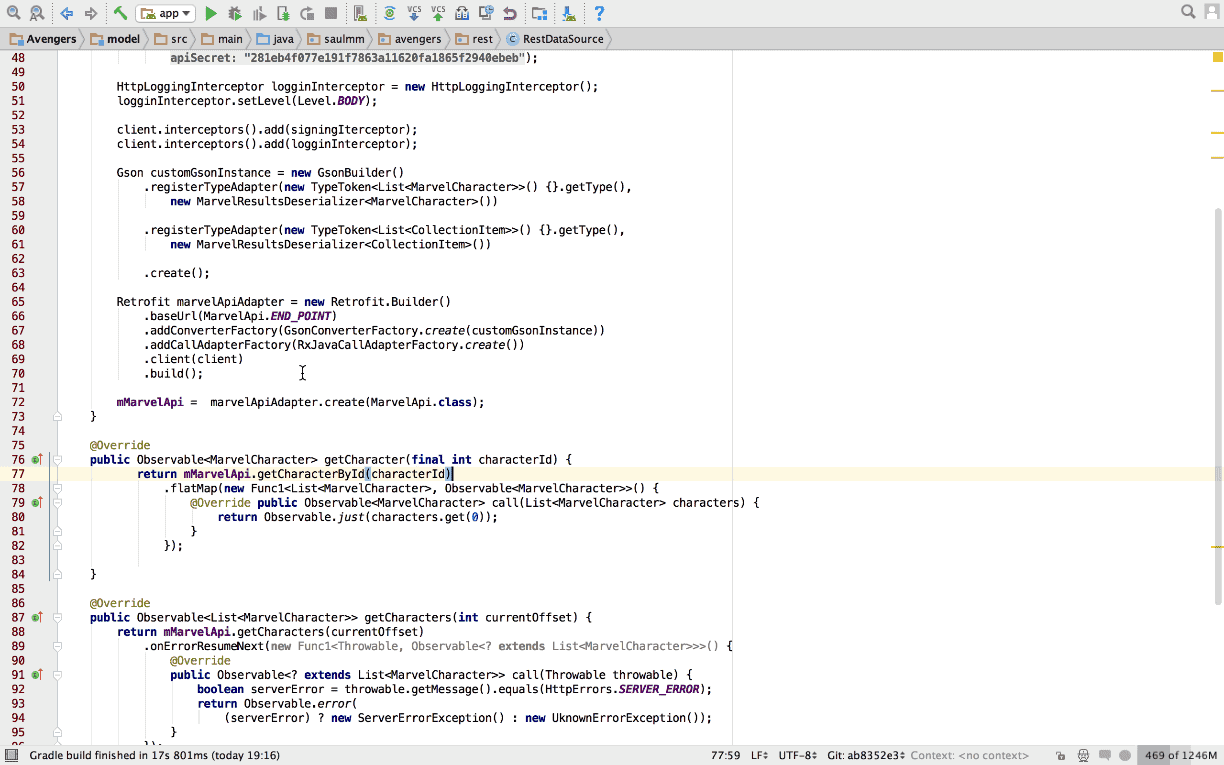 app
VCS VCS
Avengers model src main java saulmm avengers rest RestDataSource
48 apiSecret: "281eb4f077e191f7863a11620fa1865f2940ebeb");
49
50 HttpLoggingInterceptor logginInterceptor = new HttpLoggingInterceptor();
51 logginInterceptor.setLevel(Level.BODY);
52
53 client.interceptors().add(signingIterceptor);
54 client.interceptors().add(logginInterceptor);
55
56 Gson customGsonInstance = new GsonBuilder()
57 .registerTypeAdapter(new TypeToken<List<MarvelCharacter>>() {}.getType(),
58 new MarvelResultsDeserializer<MarvelCharacter>())
59
60 .registerTypeAdapter(new TypeToken<List<CollectionItem>>() {}.getType(),
61 new MarvelResultsDeserializer<CollectionItem>())
62
63 .create();
64
65 Retrofit marvelApiAdapter = new Retrofit.Builder()
66 .baseUrl(MarvelApi.END_POINT)
67 .addConverterFactory(GsonConverterFactory.create(customGsonInstance))
68 .addCallAdapterFactory(RxJavaCallAdapterFactory.create())
69 .client(client)
70 .build();
71
72 mMarvelApi = marvelApiAdapter.create(MarvelApi.class);
73 }
74
75 @Override
76 public Observable<MarvelCharacter> getCharacter(final int characterId) {
77 return mMarvelApi.getCharacterById(characterId)
78 .flatMap(new Func1<List<MarvelCharacter>, Observable<MarvelCharacter>>() {
79 @Override public Observable<MarvelCharacter> call(List<MarvelCharacter> characters) {
80 return Observable.just(characters.get(0));
81 }
82 });
83
84 }
85
86 @Override
87 public Observable<List<MarvelCharacter>> getCharacters(int currentOffset) {
88 return mMarvelApi.getCharacters(currentOffset)
89 .onErrorResumeNext(new Func1<Throwable, Observable<? extends List<MarvelCharacter>>>() {
90 @Override
91 public Observable<? extends List<MarvelCharacter>> call(Throwable throwable) {
92 boolean serverError = throwable.getMessage().equals(HttpErrors.SERVER_ERROR);
93 return Observable.error(
94 (serverError) ? new ServerErrorException() : new UknownErrorException());
95 }
Gradle build finished in 17s 801ms (today 19:16) 77:59 LF UTF-8 Git: ab8352e3 Context: <no context> 469 of 1246M